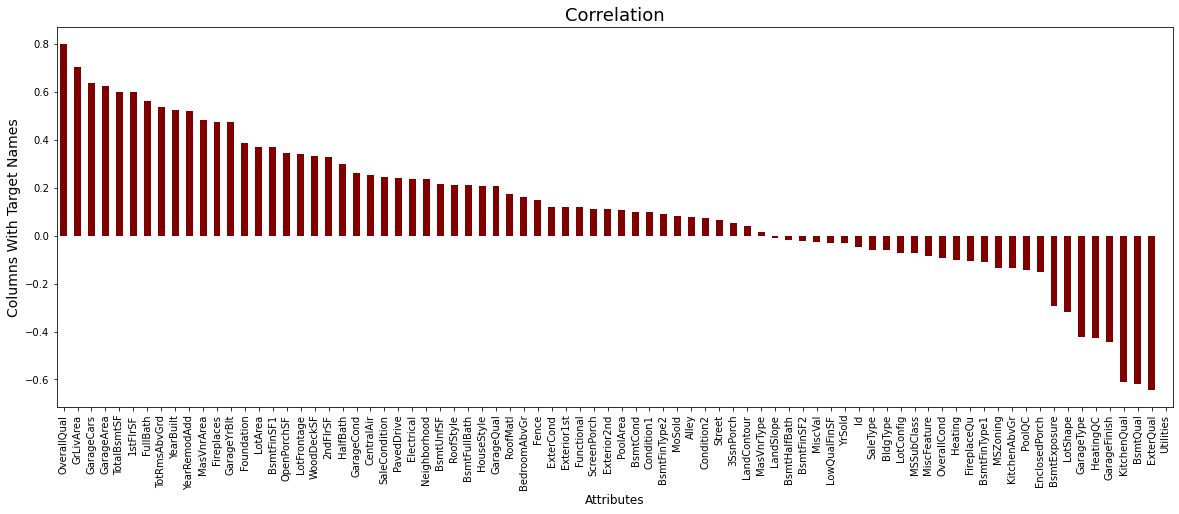 Correlation
Columns With Target Names
0.8
0.6
0.4
0.2
0.0
−0.2
−0.4
−0.6
OverallQual
GrLivArea
GarageCars
GarageArea
TotalBsmtSF
1stFlrSF
FullBath
TotRmsAbvGrd
YearBuilt
YearRemodAdd
MasVnrArea
Fireplaces
GarageYrBlt
Foundation
LotArea
BsmtFinSF1
OpenPorchSF
LotFrontage
WoodDeckSF
2ndFlrSF
HalfBath
GarageCond
CentralAir
SaleCondition
PavedDrive
Electrical
Neighborhood
BsmtUnfSF
RoofStyle
BsmtFullBath
HouseStyle
GarageQual
RoofMatl
BedroomAbvGr
Fence
ExterCond
Exterior1st
Functional
ScreenPorch
Exterior2nd
PoolArea
BsmtCond
Condition1
BsmtFinType2
MoSold
Alley
Condition2
Street
3SsnPorch
LandContour
MasVnrType
LandSlope
BsmtHalfBath
BsmtFinSF2
MiscVal
LowQualFinSF
YrSold
Id
SaleType
BldgType
LotConfig
MSSubClass
MiscFeature
OverallCond
Heating
FireplaceQu
BsmtFinType1
MSZoning
KitchenAbvGr
PoolQC
EnclosedPorch
BsmtExposure
LotShape
GarageType
HeatingQC
GarageFinish
KitchenQual
BsmtQual
ExterQual
Utilities
Attributes